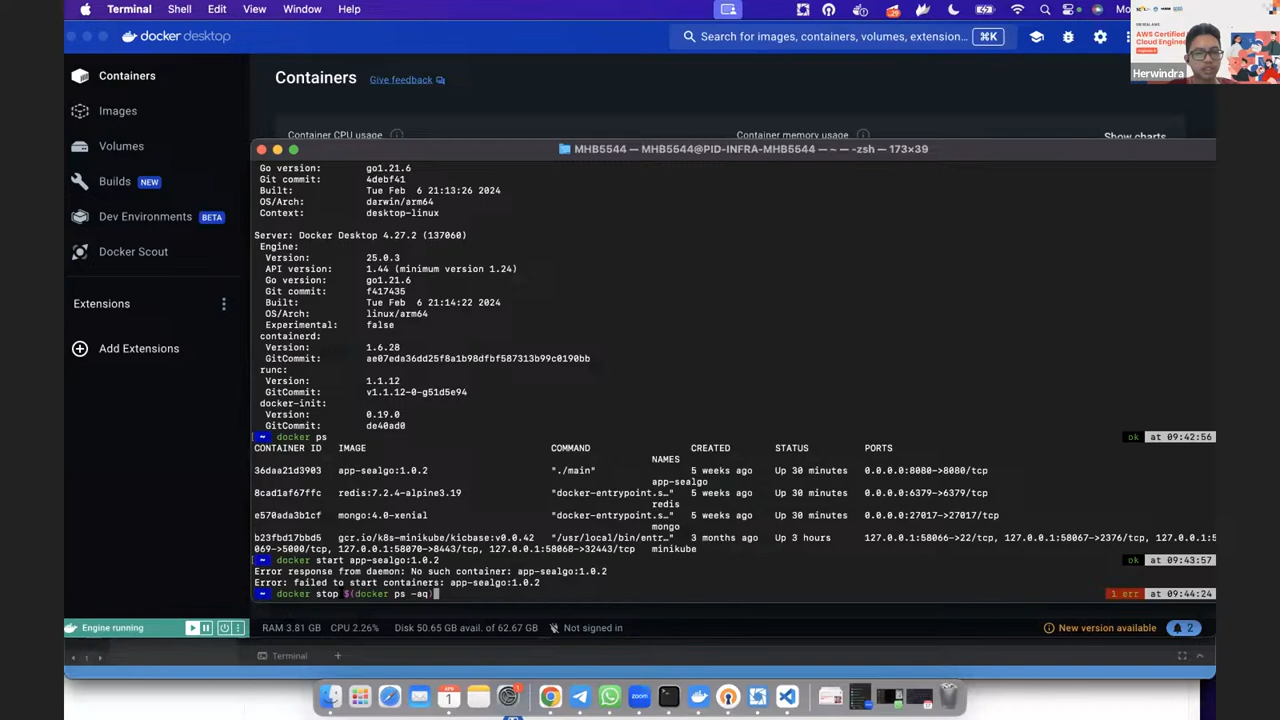 Terminal Shell Edit View Window Help
docker desktop
Search for images, containers, volumes, extension... ⌘K
AWS Certified
Cloud Engineer
Herwindra
Containers
Images
Volumes
Builds NEW
Dev Environments BETA
Docker Scout
Extensions
Add Extensions
Containers Give feedback
Container CPU usage
Container memory usage
Show charts
MHB5544 — MHB5544@PID-INFRA-MHB5544 — ~ — -zsh — 173×39
Go version: go1.21.6
Git commit: 4debf41
Built: Tue Feb 6 21:13:26 2024
OS/Arch: darwin/arm64
Context: desktop-linux
Server: Docker Desktop 4.27.2 (137060)
Engine:
Version: 25.0.3
API version: 1.44 (minimum version 1.24)
Go version: go1.21.6
Git commit: f417435
Built: Tue Feb 6 21:14:22 2024
OS/Arch: linux/arm64
Experimental: false
containerd:
Version: 1.6.28
GitCommit: ae07eda36dd25f8a1b98dfbf587313b99c0190bb
runc:
Version: 1.1.12
GitCommit: v1.1.12-0-g51d5e94
docker-init:
Version: 0.19.0
GitCommit: de40ad0
~ docker ps ok at 09:42:56
CONTAINER ID IMAGE COMMAND CREATED STATUS PORTS
NAMES
36daa21d3903 app-sealgo:1.0.2 "./main" 5 weeks ago Up 30 minutes 0.0.0.0:8080->8080/tcp
app-sealgo
8cad1af67ffc redis:7.2.4-alpine3.19 "docker-entrypoint.s…" 5 weeks ago Up 30 minutes 0.0.0.0:6379->6379/tcp
redis
e570ada3b1cf mongo:4.0-xenial "docker-entrypoint.s…" 5 weeks ago Up 30 minutes 0.0.0.0:27017->27017/tcp
mongo
b23fbd17bbd5 gcr.io/k8s-minikube/kicbase:v0.0.42 "/usr/local/bin/entr…" 3 months ago Up 3 hours 127.0.0.1:58066->22/tcp, 127.0.0.1:58067->2376/tcp, 127.0.0.1:5
069->5000/tcp, 127.0.0.1:58070->8443/tcp, 127.0.0.1:58068->32443/tcp minikube
~ docker start app-sealgo:1.0.2 ok at 09:43:57
Error response from daemon: No such container: app-sealgo:1.0.2
Error: failed to start containers: app-sealgo:1.0.2
~ docker stop $(docker ps -aq) 1 err at 09:44:24
Engine running RAM 3.81 GB CPU 2.26% Disk 50.65 GB avail. of 62.67 GB Not signed in New version available 2
1 Terminal +
zoom